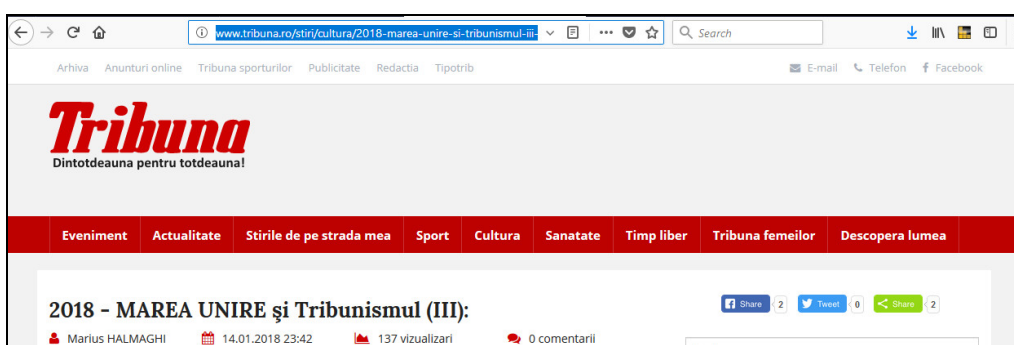 www.tribuna.ro/stiri/cultura/2018-marea-unire-si-tribunismul-iii- Search
Arhiva Anunturi online Tribuna sporturilor Publicitate Redactia Tipotrib E-mail Telefon Facebook
Tribuna
Dintotdeauna pentru totdeauna!
Eveniment Actualitate Stirile de pe strada mea Sport Cultura Sanatate Timp liber Tribuna femeilor Descopera lumea
2018 - MAREA UNIRE şi Tribunismul (III):
Share 2 Tweet 0 Share 2
Marius HALMAGHI 14.01.2018 23:42 137 vizualizari 0 comentarii